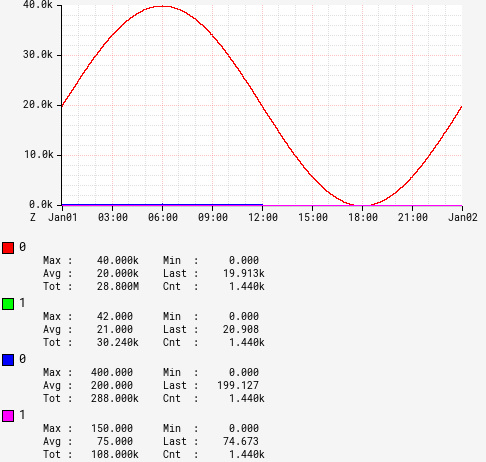 40.0k
30.0k
20.0k
10.0k
0.0k
Z Jan01 03:00 06:00 09:00 12:00 15:00 18:00 21:00 Jan02
0
Max : 40.000k Min : 0.000
Avg : 20.000k Last : 19.913k
Tot : 28.800M Cnt : 1.440k
1
Max : 42.000 Min : 0.000
Avg : 21.000 Last : 20.908
Tot : 30.240k Cnt : 1.440k
0
Max : 400.000 Min : 0.000
Avg : 200.000 Last : 199.127
Tot : 288.000k Cnt : 1.440k
1
Max : 150.000 Min : 0.000
Avg : 75.000 Last : 74.673
Tot : 108.000k Cnt : 1.440k